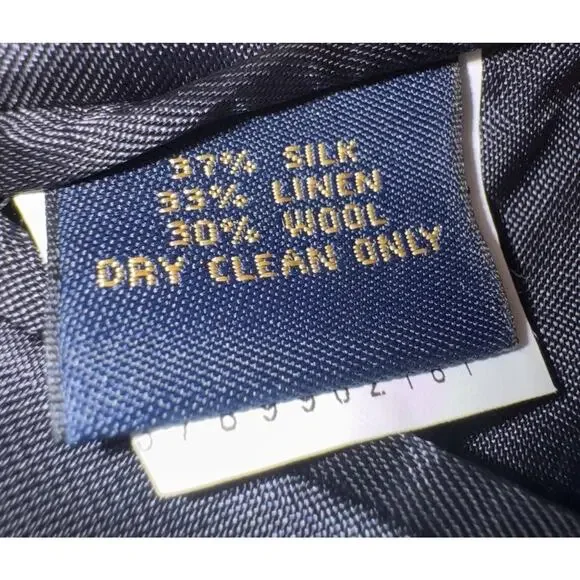 37% SILK
33% LINEN
30% WOOL
DRY CLEAN ONLY